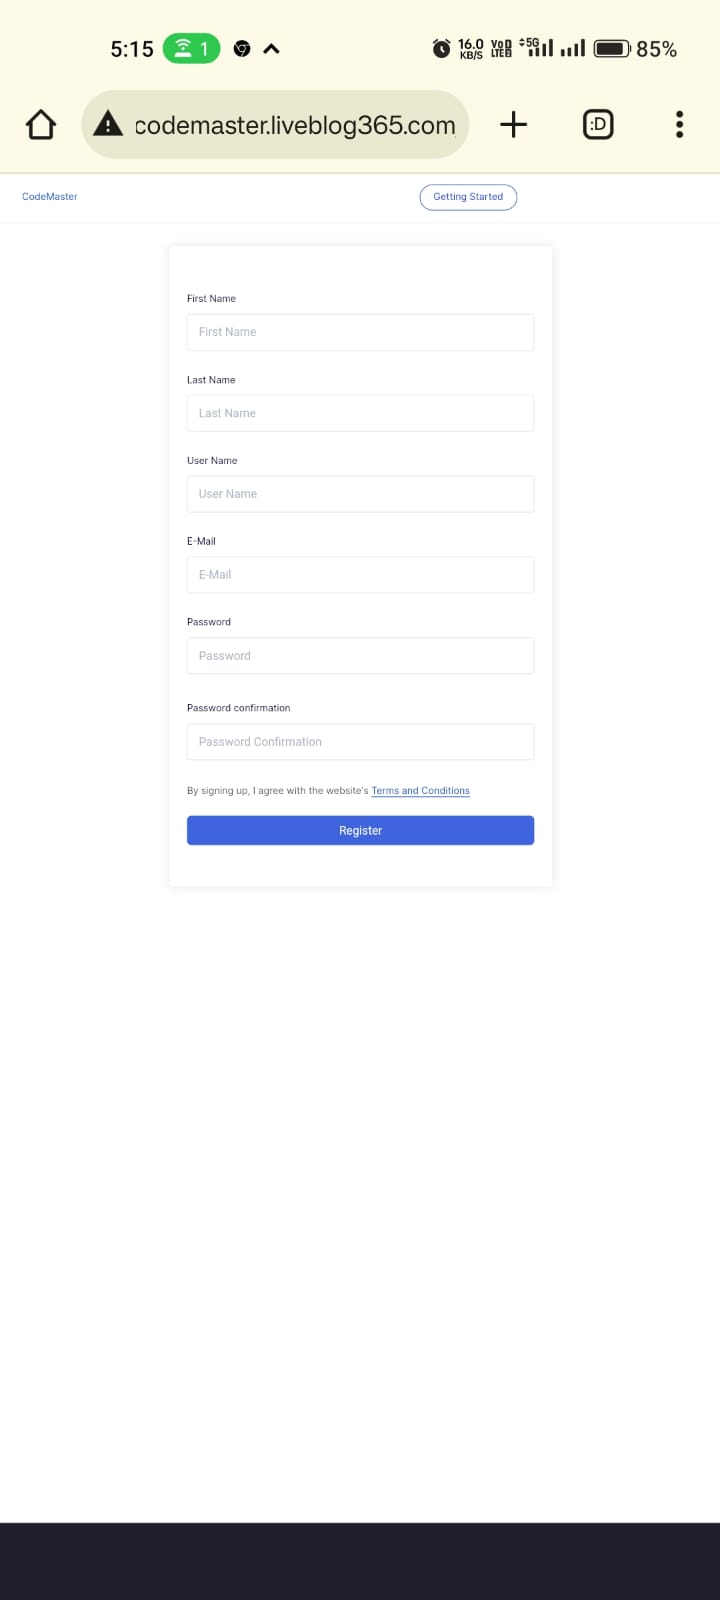 5:15 1 16.0 KB/S VoD LTE2 5G 85%
codemaster.liveblog365.com :D
CodeMaster Getting Started
First Name
First Name
Last Name
Last Name
User Name
User Name
E-Mail
E-Mail
Password
Password
Password confirmation
Password Confirmation
By signing up, I agree with the website's Terms and Conditions
Register